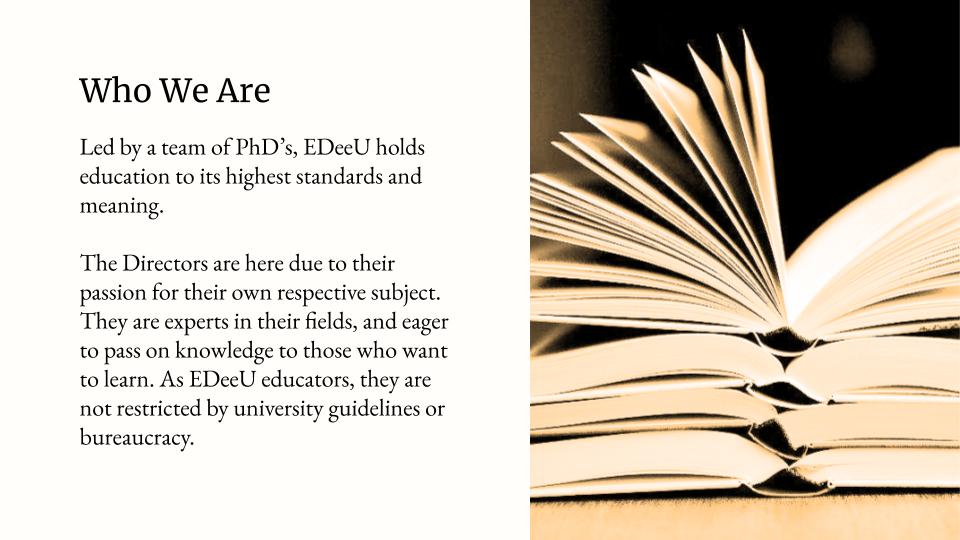 Who We Are
Led by a team of PhD’s, EDeeU holds
education to its highest standards and
meaning.
The Directors are here due to their
passion for their own respective subject.
They are experts in their fields, and eager
to pass on knowledge to those who want
to learn. As EDeeU educators, they are
not restricted by university guidelines or
bureaucracy.